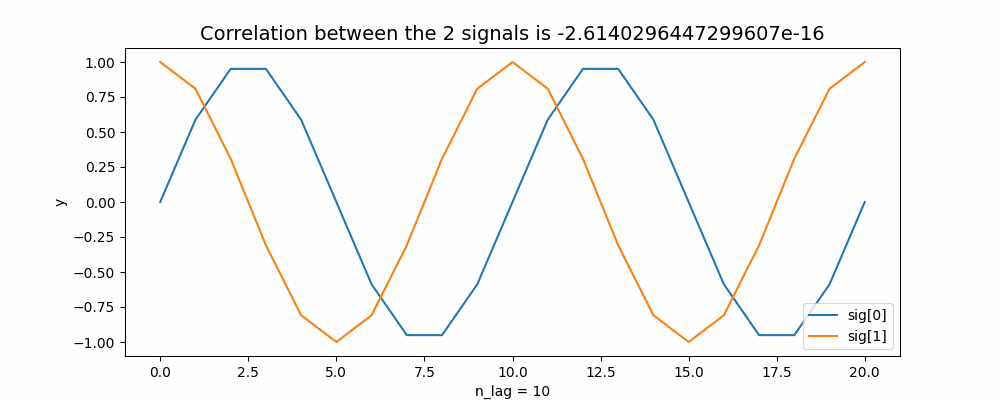 Correlation between the 2 signals is -2.6140296447299607e-16
1.00
0.75
0.50
0.25
0.00
−0.25
−0.50
−0.75
−1.00
y
sig[0]
sig[1]
0.0 2.5 5.0 7.5 10.0 12.5 15.0 17.5 20.0
n_lag = 10